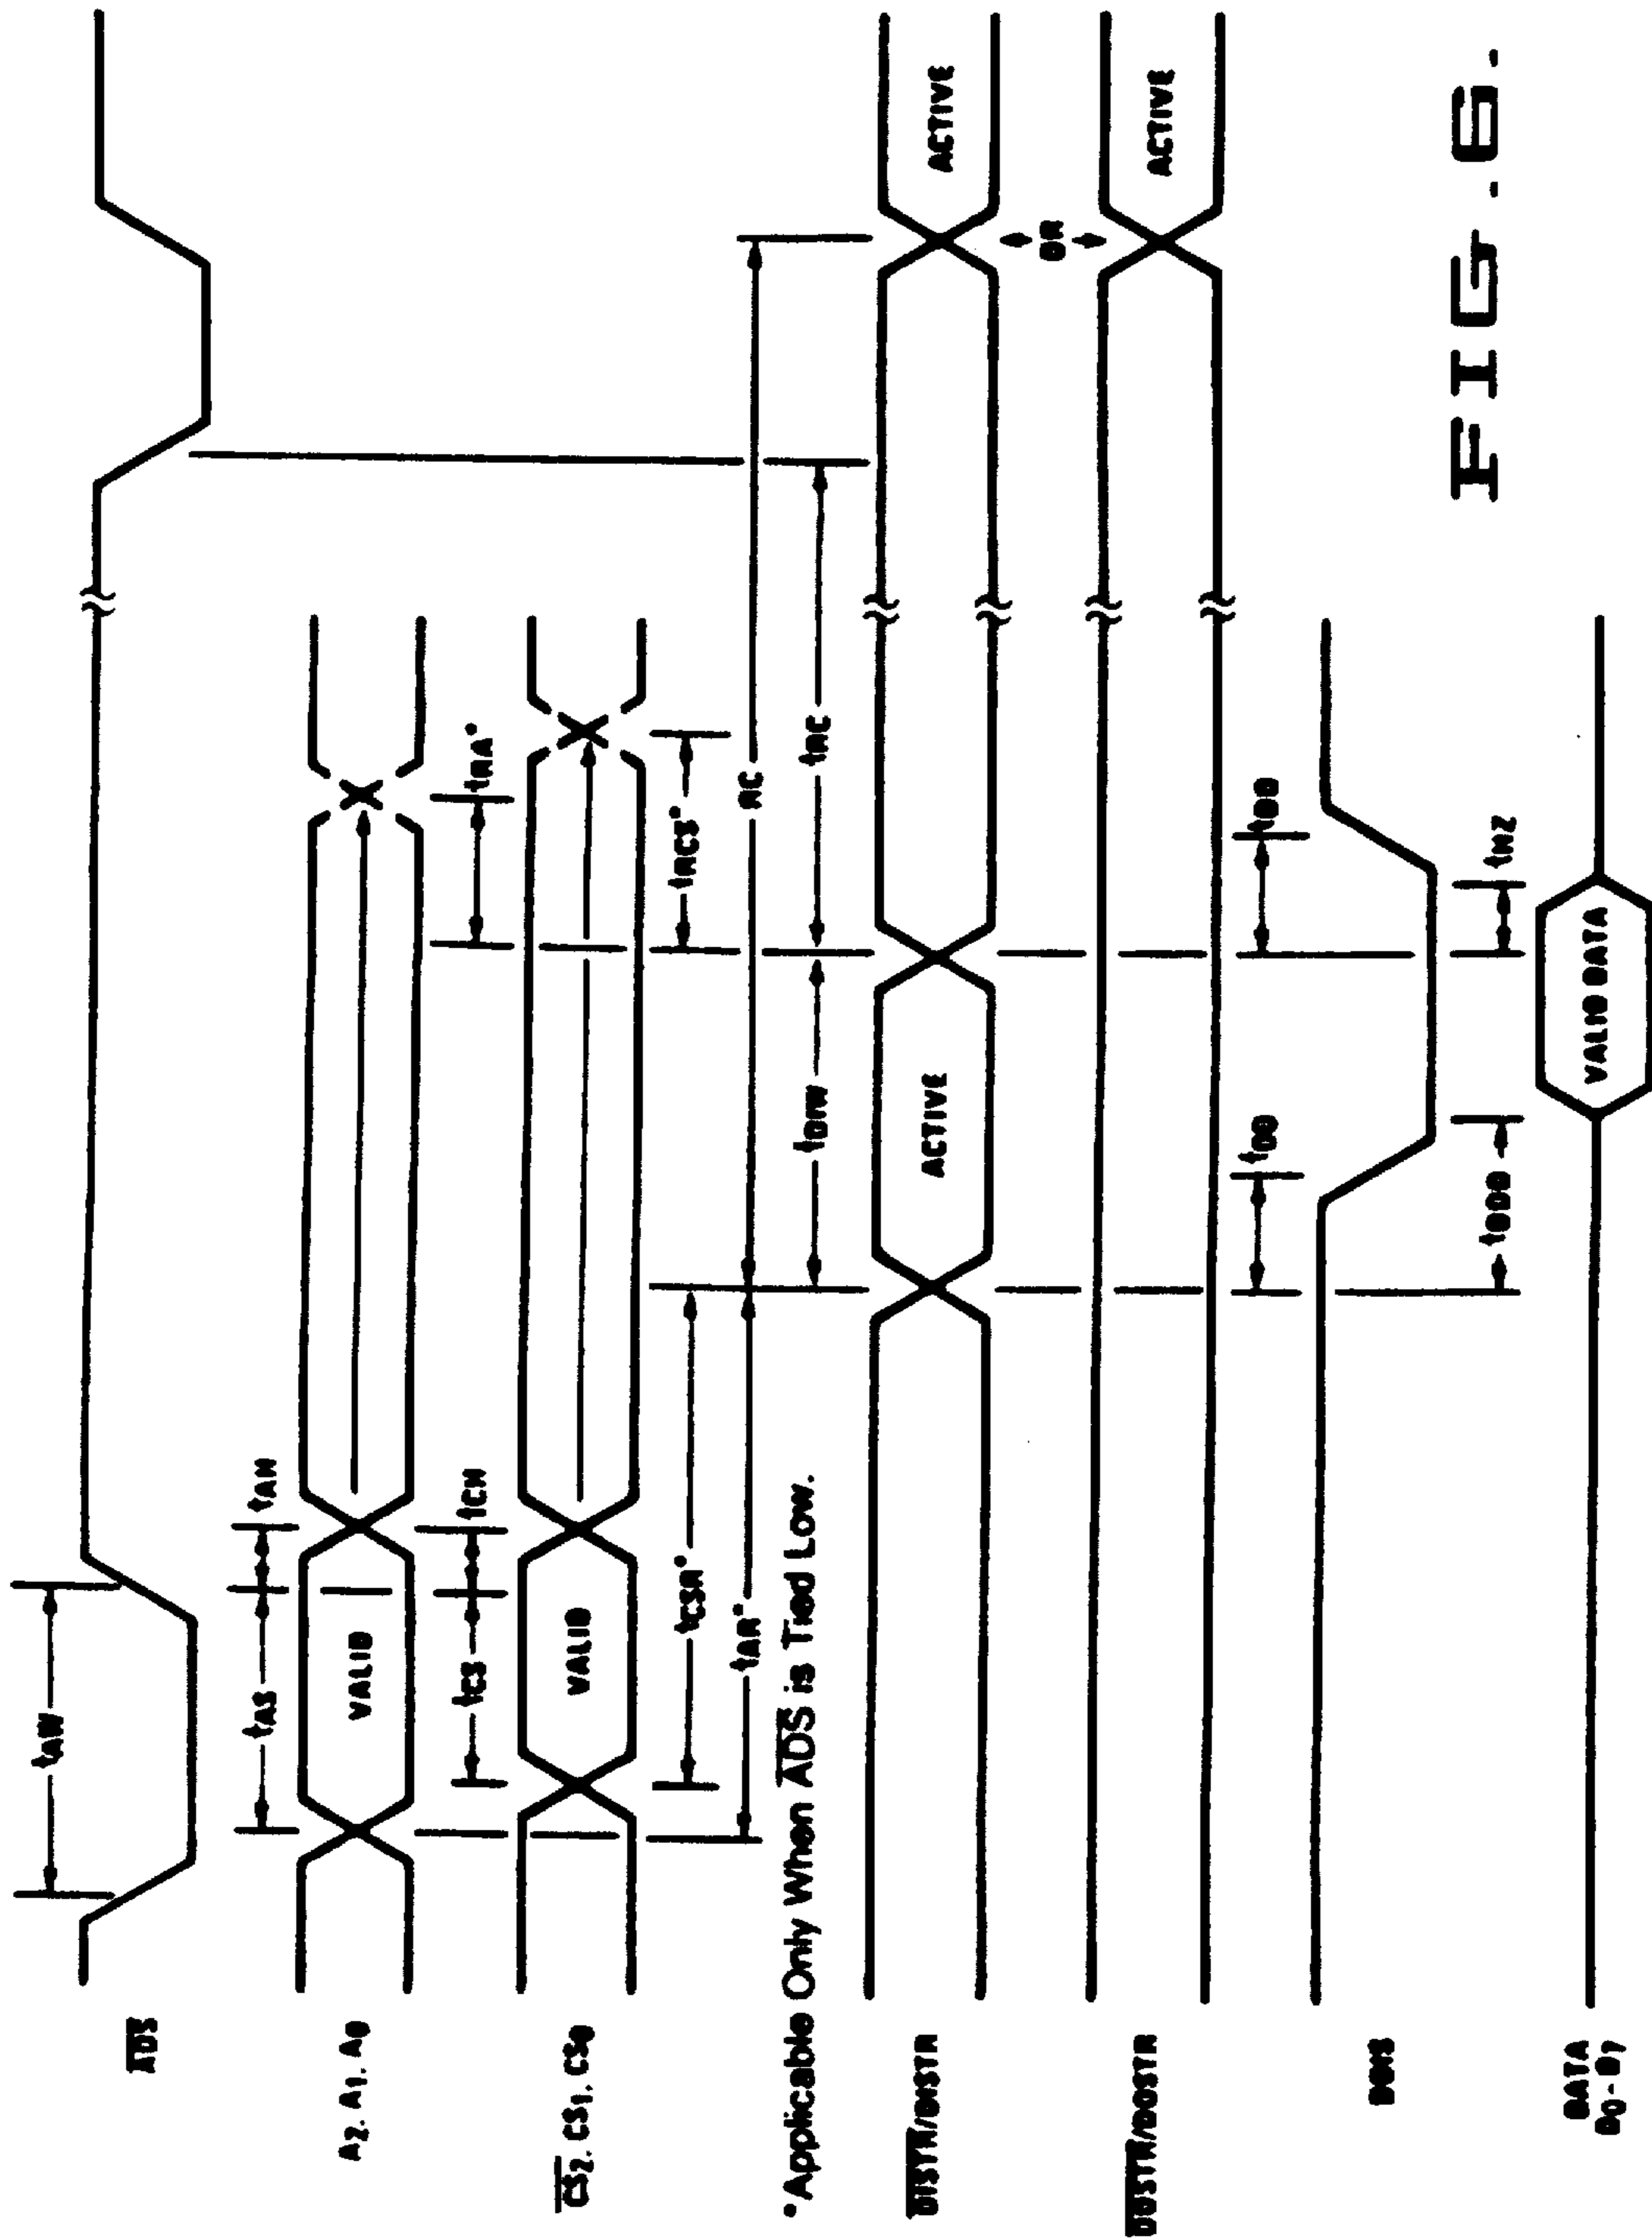 ADS
tAW
tAS
tAH
A2, A1, A0
VALID
tRA*
tCS
tCH
CS2, CS1, CS0
VALID
tRCS*
tCSR*
tAR*
RC
*Applicable Only When ADS is Tied Low.
tDIW
tRC
DISTR/DISTR
ACTIVE
ACTIVE
OR
DOSTR/DOSTR
ACTIVE
tDD
tDD
DDIS
tDDD
tHZ
DATA
D0-D7
VALID DATA
FIG. 6.